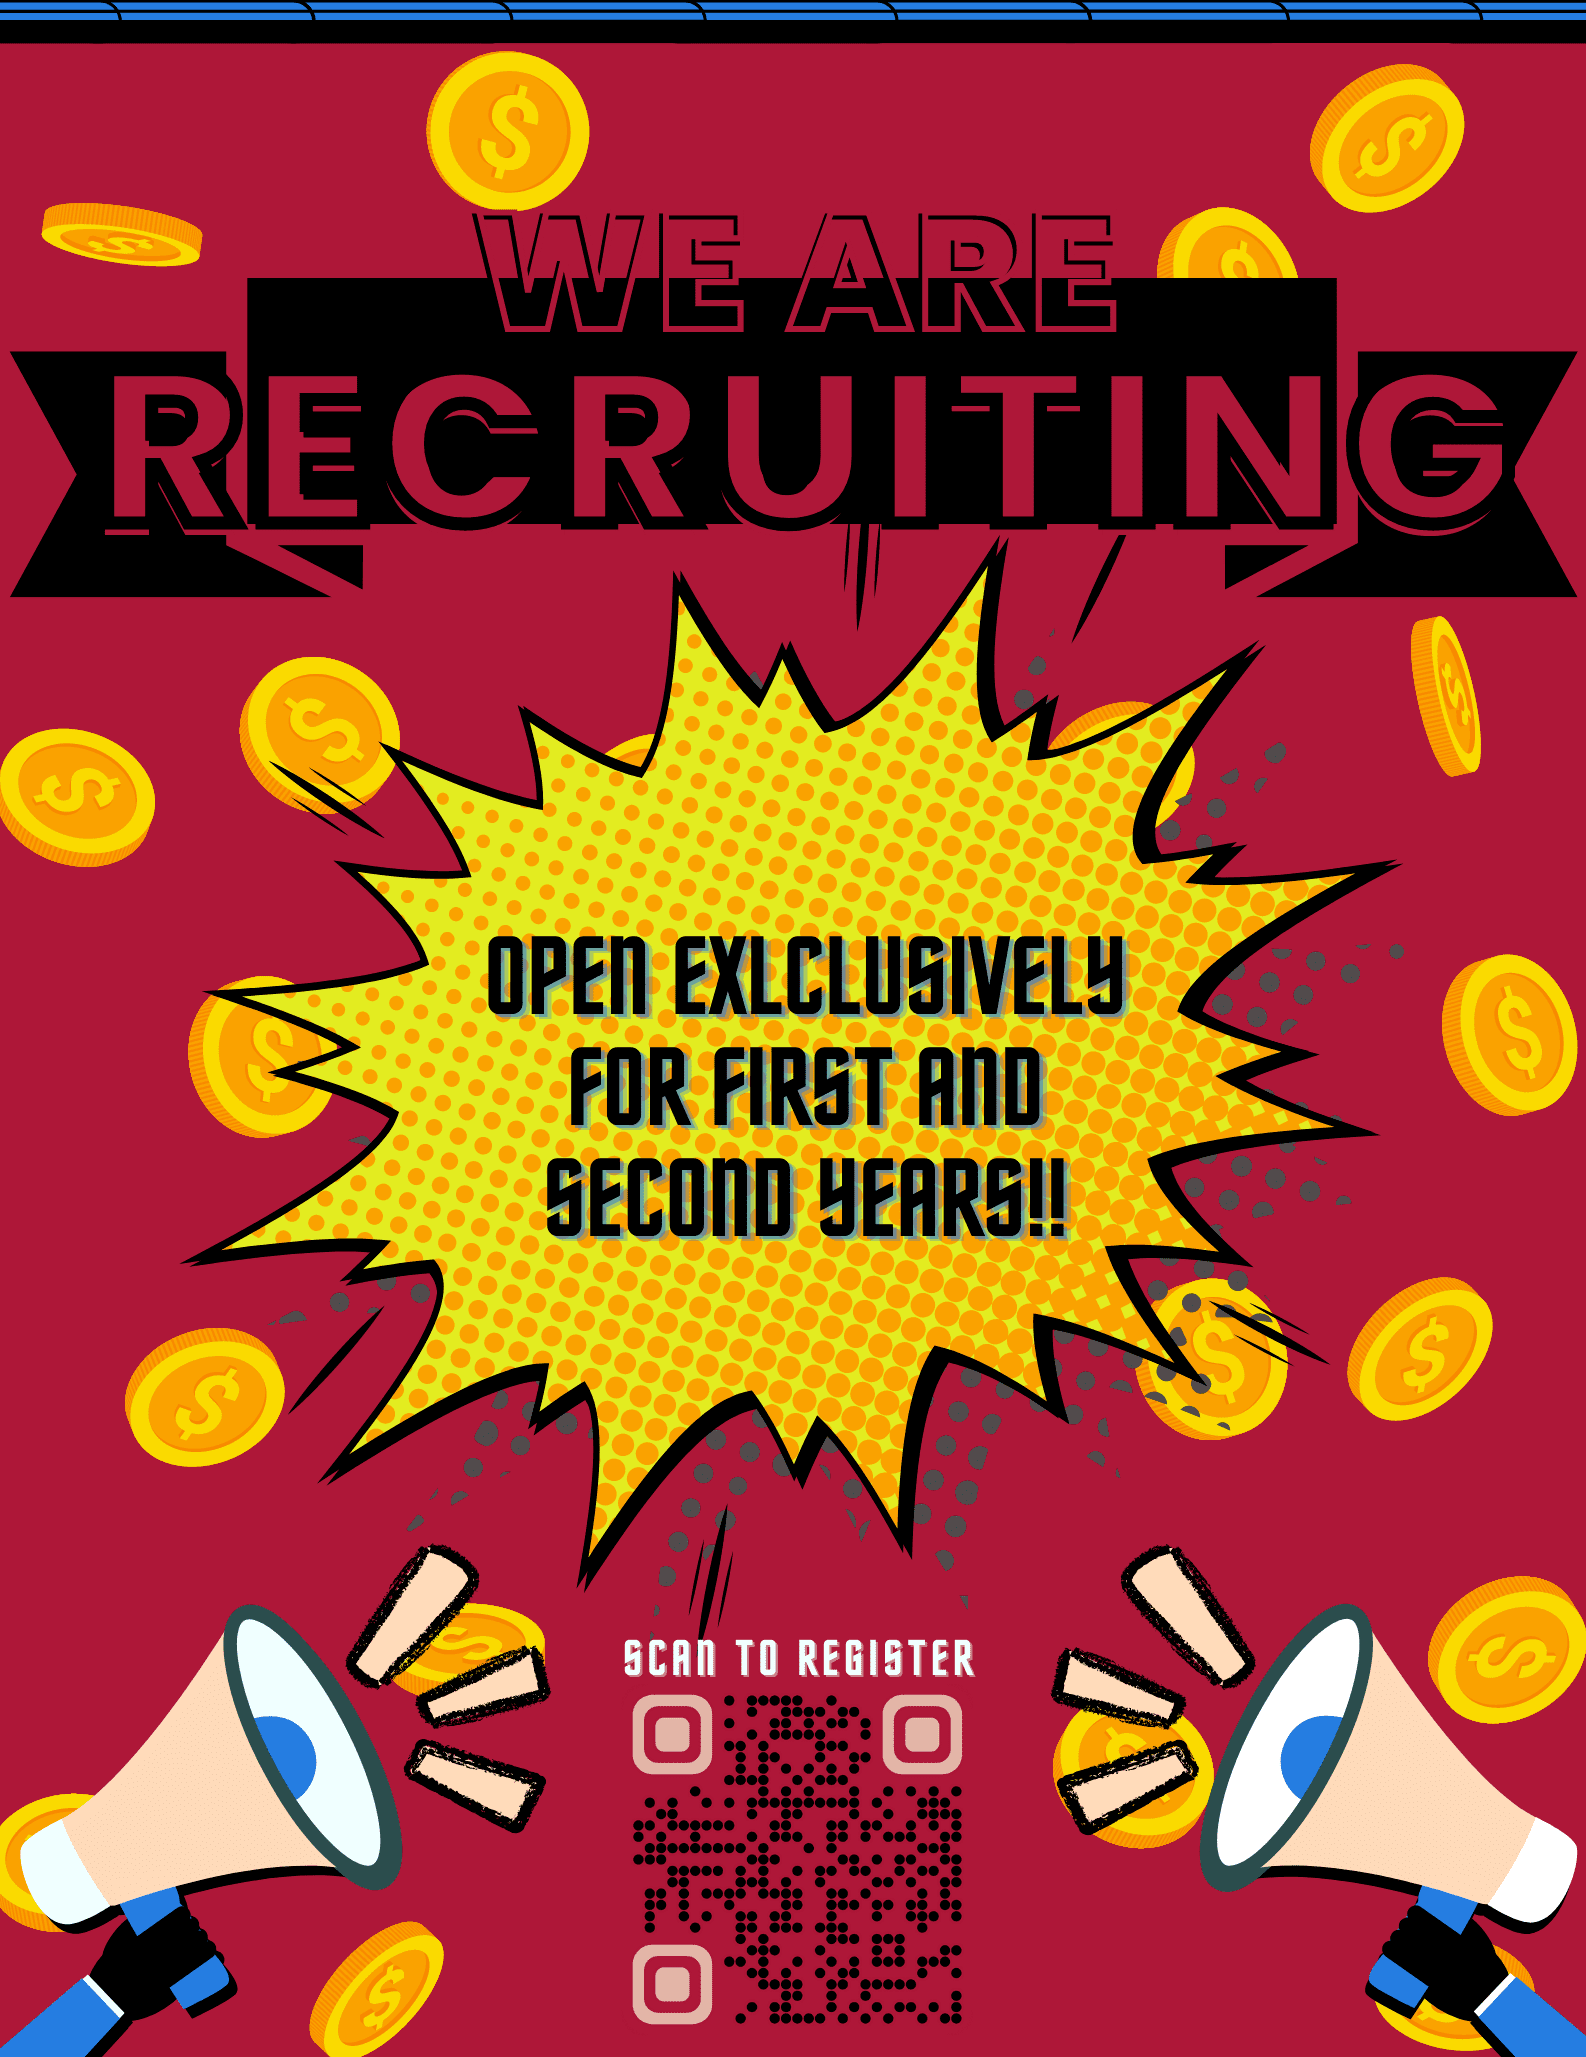 WE ARE
RECRUITING
OPEN EXLCLUSIVELY
FOR FIRST AND
SECOND YEARS!!
SCAN TO REGISTER